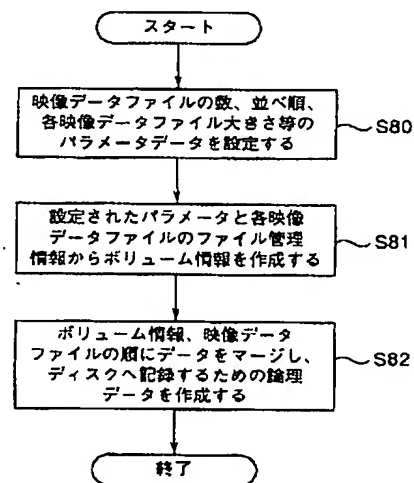 スタート
映像データファイルの数、並べ順、
各映像データファイル大きさ等の
パラメータデータを設定する
S80
設定されたパラメータと各映像
データファイルのファイル管理
情報からボリューム情報を作成する
S81
ボリューム情報、映像データ
ファイルの順にデータをマージし、
ディスクへ記録するための論理
データを作成する
S82
終了